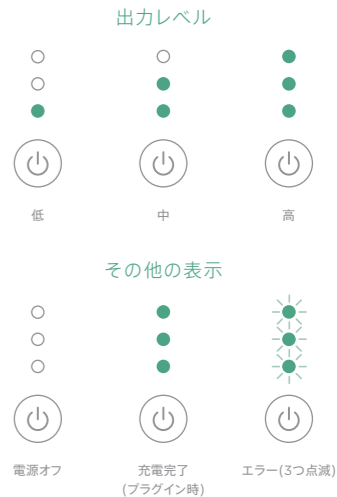 出力レベル
低
中
高
その他の表示
電源オフ
充電完了
(プラグイン時)
エラー(3つ点滅)